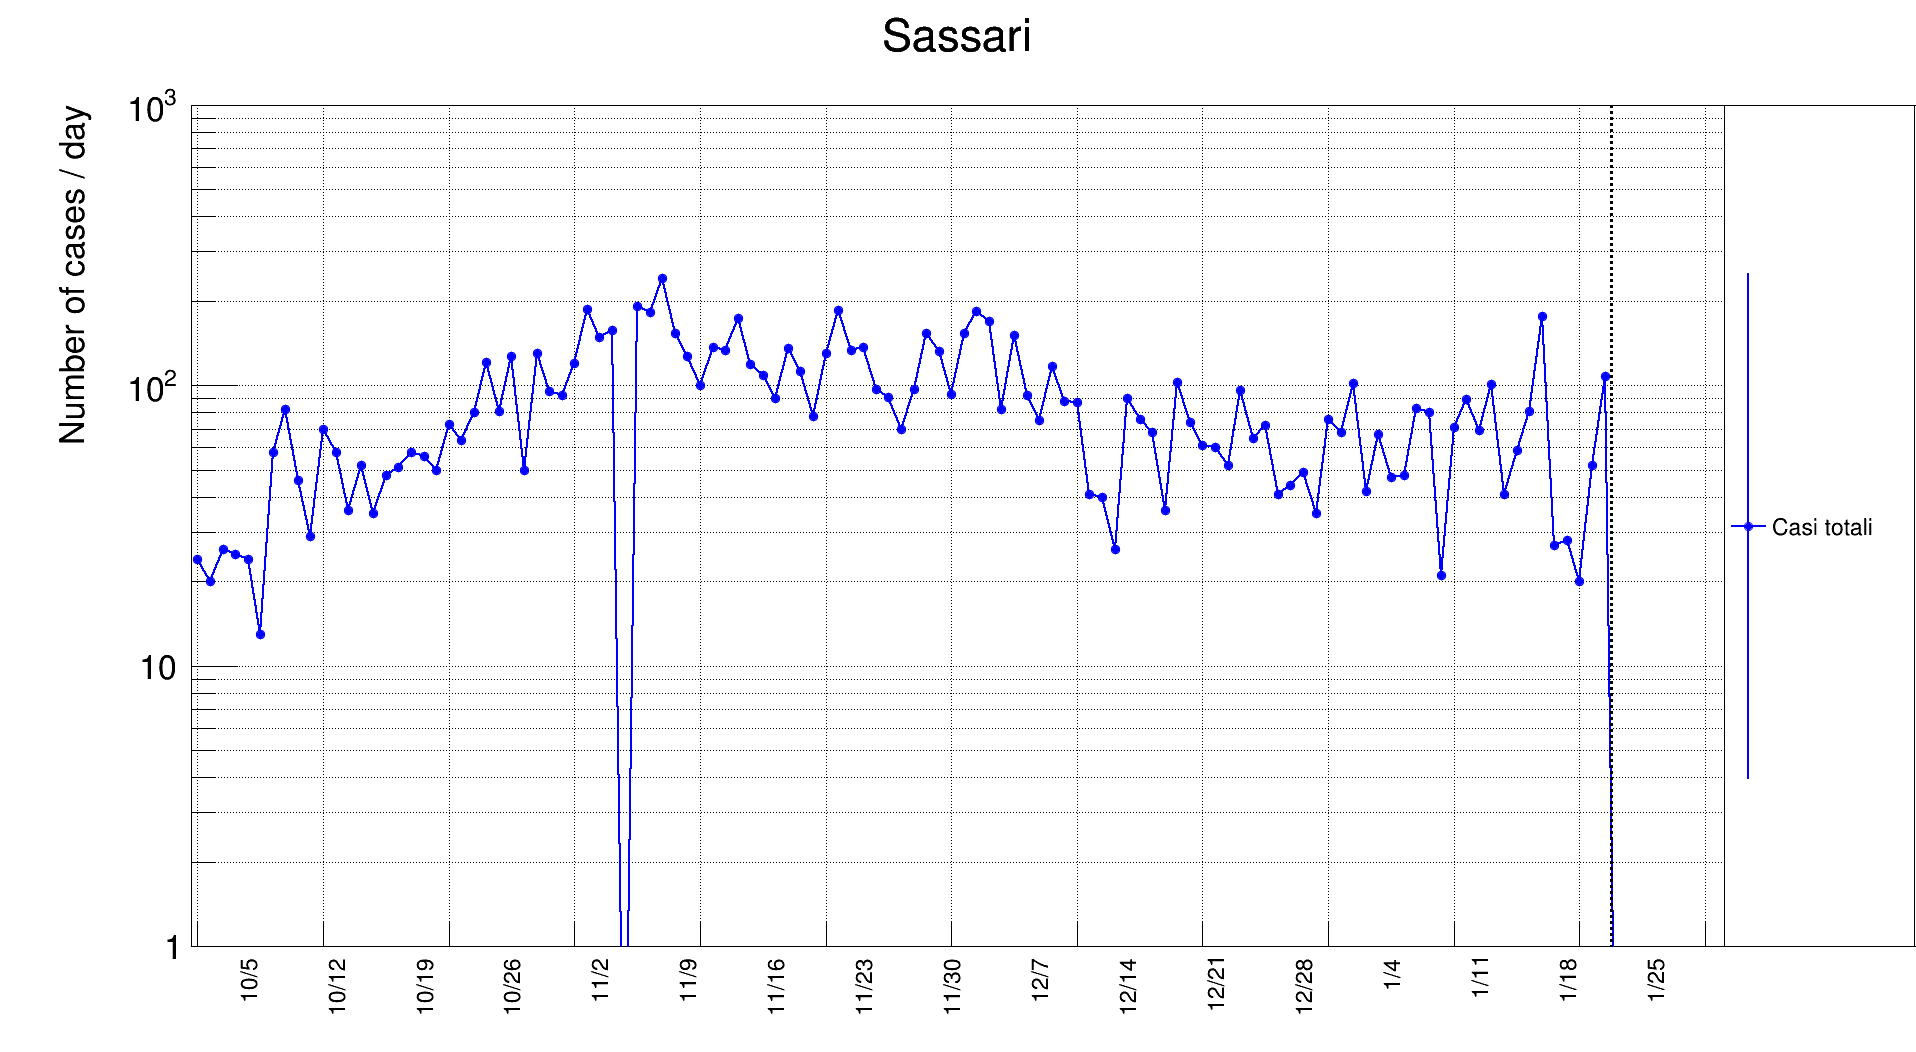 Sassari
Number of cases / day
10³
10²
10
1
10/5 10/12 10/19 10/26 11/2 11/9 11/16 11/23 11/30 12/7 12/14 12/21 12/28 1/4 1/11 1/18 1/25
Casi totali